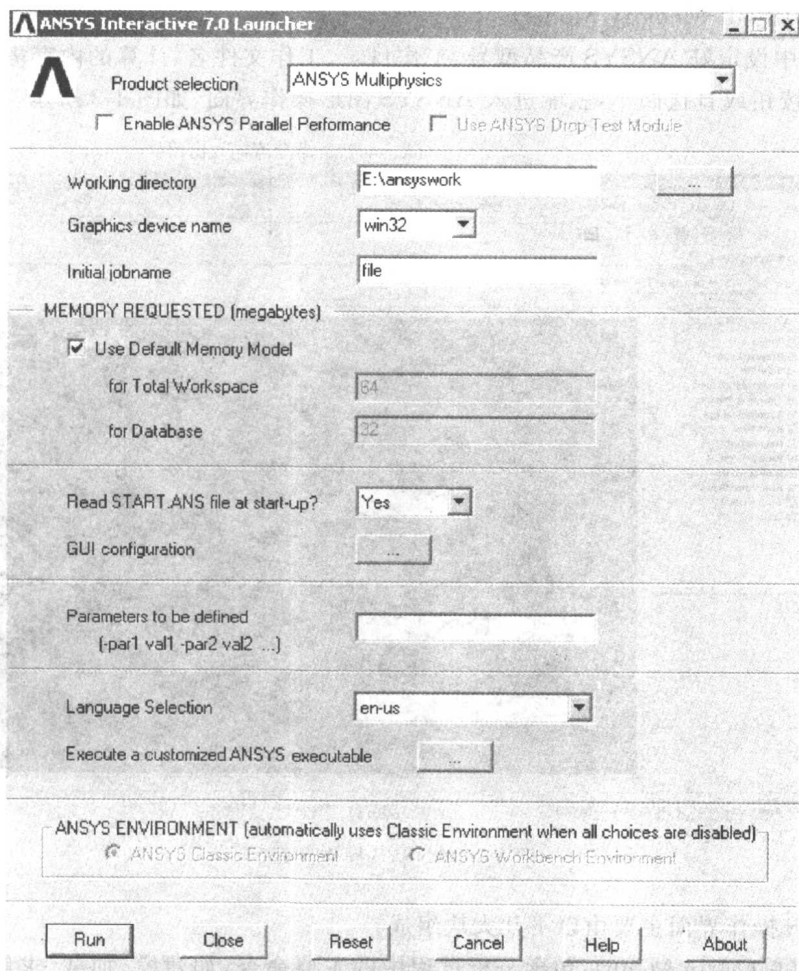 ANSYS Interactive 7.0 Launcher
Product selection ANSYS Multiphysics
Enable ANSYS Parallel Performance Use ANSYS Drop Test Module
Working directory E:\ansyswork ...
Graphics device name win32
Initial jobname file
MEMORY REQUESTED (megabytes)
Use Default Memory Model
for Total Workspace 64
for Database 32
Read START.ANS file at start-up? Yes
GUI configuration ...
Parameters to be defined
(-par1 val1 -par2 val2 ...)
Language Selection en-us
Execute a customized ANSYS executable ...
ANSYS ENVIRONMENT (automatically uses Classic Environment when all choices are disabled)
ANSYS Classic Environment ANSYS Workbench Environment
Run Close Reset Cancel Help About